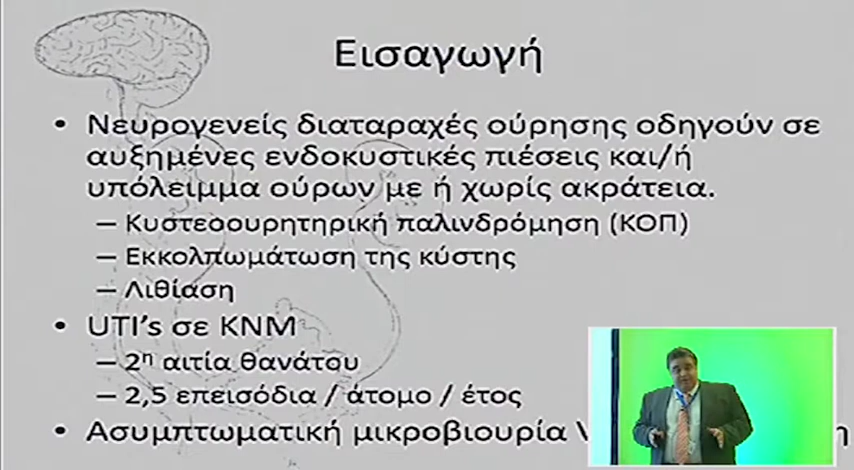 Εισαγωγή
• Νευρογενείς διαταραχές ούρησης οδηγούν σε
αυξημένες ενδοκυστικές πιέσεις και/ή
υπόλειμμα ούρων με ή χωρίς ακράτεια.
– Κυστεοουρητηρική παλινδρόμηση (ΚΟΠ)
– Εκκολπωμάτωση της κύστης
– Λιθίαση
• UTI’s σε ΚΝΜ
– 2η αιτία θανάτου
– 2,5 επεισόδια / άτομο / έτος
• Ασυμπτωματική μικροβιουρία